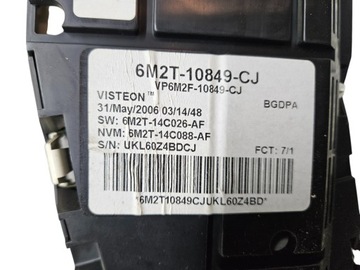 6M2T-10849-CJ
VP6M2F-10849-CJ
VISTEON™ BGDPA
31/May/2006 03/14/48
SW: 6M2T-14C026-AF
NVM: 6M2T-14C088-AF
S/N: UKL60Z4BDCJ FCT: 7/1
*6M2T10849CJUKL60Z4BD*